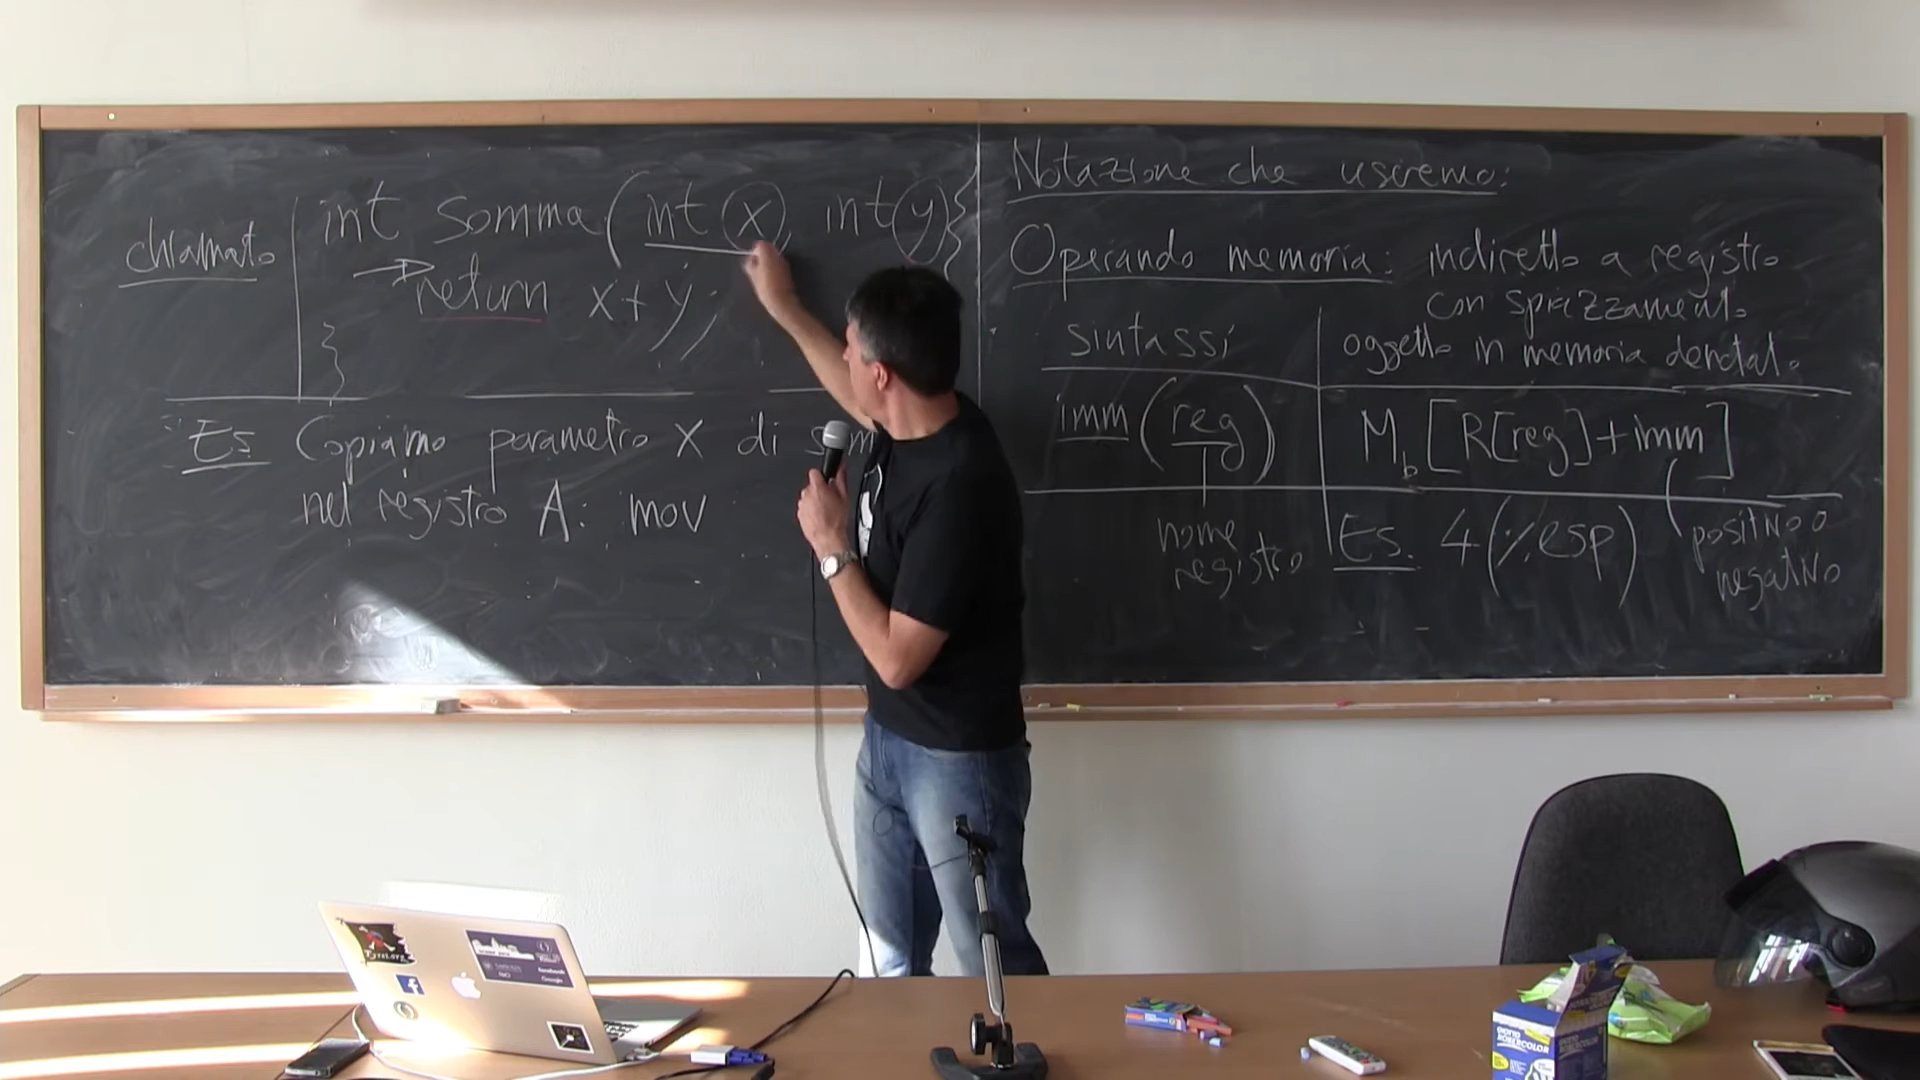 chiamato
int somma (int x, int y) {
→ return x+y;
}
Es Copiamo parametro X di som
nel registro A: mov
Notazione che useremo:
Operando memoria: indiretto a registro
con spiazzamento
sintassi
oggetto in memoria denotato
imm (reg)
M_b [R[reg]+imm]
nome
registro
Es. 4(%esp)
positivo o
negativo